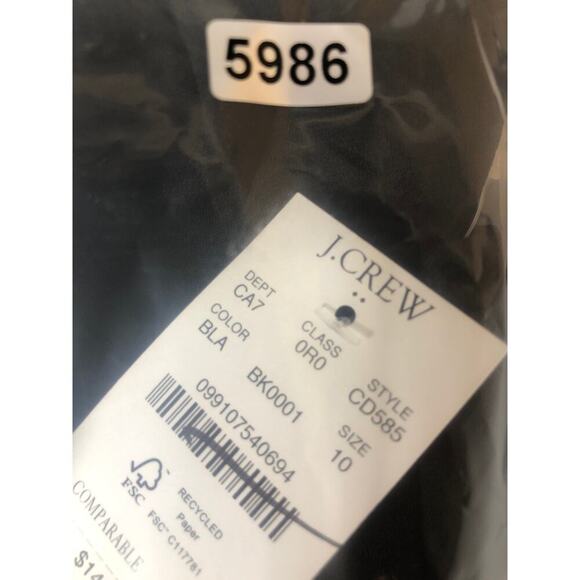 5986
J.CREW
DEPT CLASS STYLE
CA7 0R0 CD585
COLOR SIZE
BLA BK0001 10
099107540694
FSC
RECYCLED
Paper
FSC™ C117781
COMPARABLE